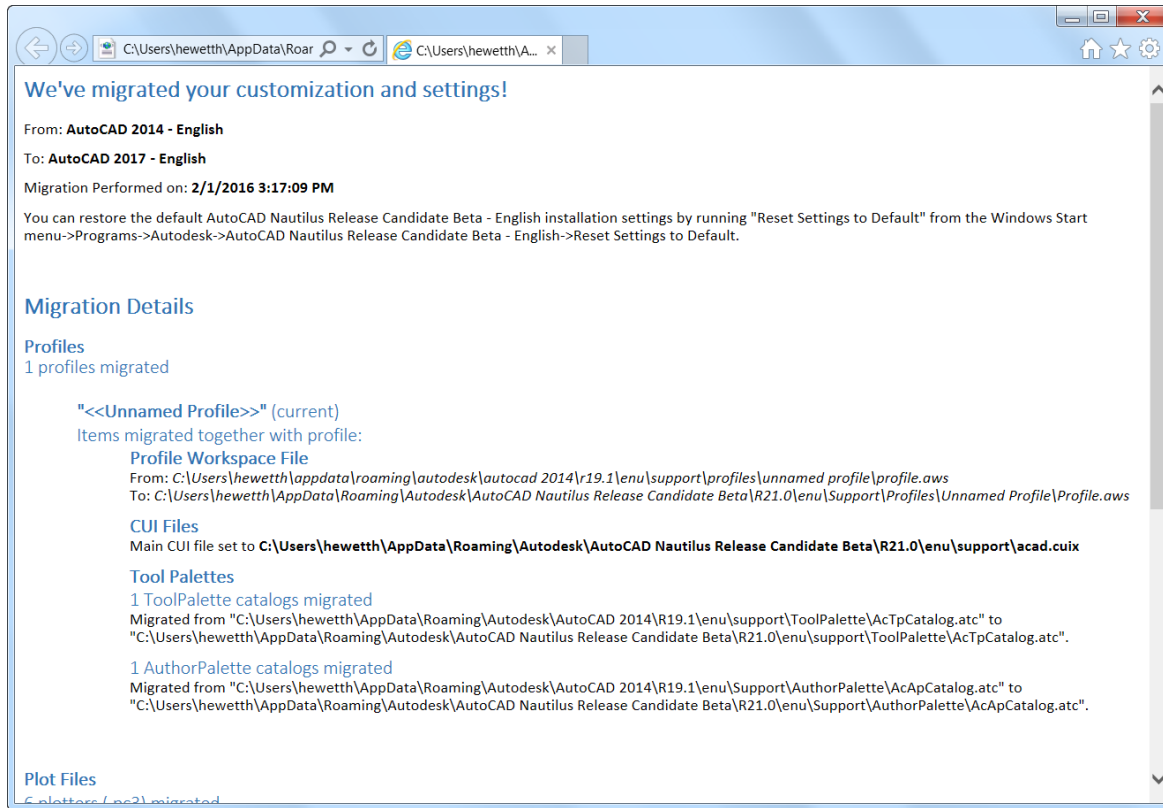 C:\Users\hewetth\AppData\Roar
C:\Users\hewetth\A...
We've migrated your customization and settings!
From: AutoCAD 2014 - English
To: AutoCAD 2017 - English
Migration Performed on: 2/1/2016 3:17:09 PM
You can restore the default AutoCAD Nautilus Release Candidate Beta - English installation settings by running "Reset Settings to Default" from the Windows Start
menu->Programs->Autodesk->AutoCAD Nautilus Release Candidate Beta - English->Reset Settings to Default.
Migration Details
Profiles
1 profiles migrated
"<<Unnamed Profile>>" (current)
Items migrated together with profile:
Profile Workspace File
From: C:\Users\hewetth\appdata\roaming\autodesk\autocad 2014\r19.1\enu\support\profiles\unnamed profile\profile.aws
To: C:\Users\hewetth\AppData\Roaming\Autodesk\AutoCAD Nautilus Release Candidate Beta\R21.0\enu\Support\Profiles\Unnamed Profile\Profile.aws
CUI Files
Main CUI file set to C:\Users\hewetth\AppData\Roaming\Autodesk\AutoCAD Nautilus Release Candidate Beta\R21.0\enu\support\acad.cuix
Tool Palettes
1 ToolPalette catalogs migrated
Migrated from "C:\Users\hewetth\AppData\Roaming\Autodesk\AutoCAD 2014\R19.1\enu\support\ToolPalette\AcTpCatalog.atc" to
"C:\Users\hewetth\AppData\Roaming\Autodesk\AutoCAD Nautilus Release Candidate Beta\R21.0\enu\support\ToolPalette\AcTpCatalog.atc".
1 AuthorPalette catalogs migrated
Migrated from "C:\Users\hewetth\AppData\Roaming\Autodesk\AutoCAD 2014\R19.1\enu\Support\AuthorPalette\AcApCatalog.atc" to
"C:\Users\hewetth\AppData\Roaming\Autodesk\AutoCAD Nautilus Release Candidate Beta\R21.0\enu\Support\AuthorPalette\AcApCatalog.atc".
Plot Files
6 plotters (.pc3) migrated